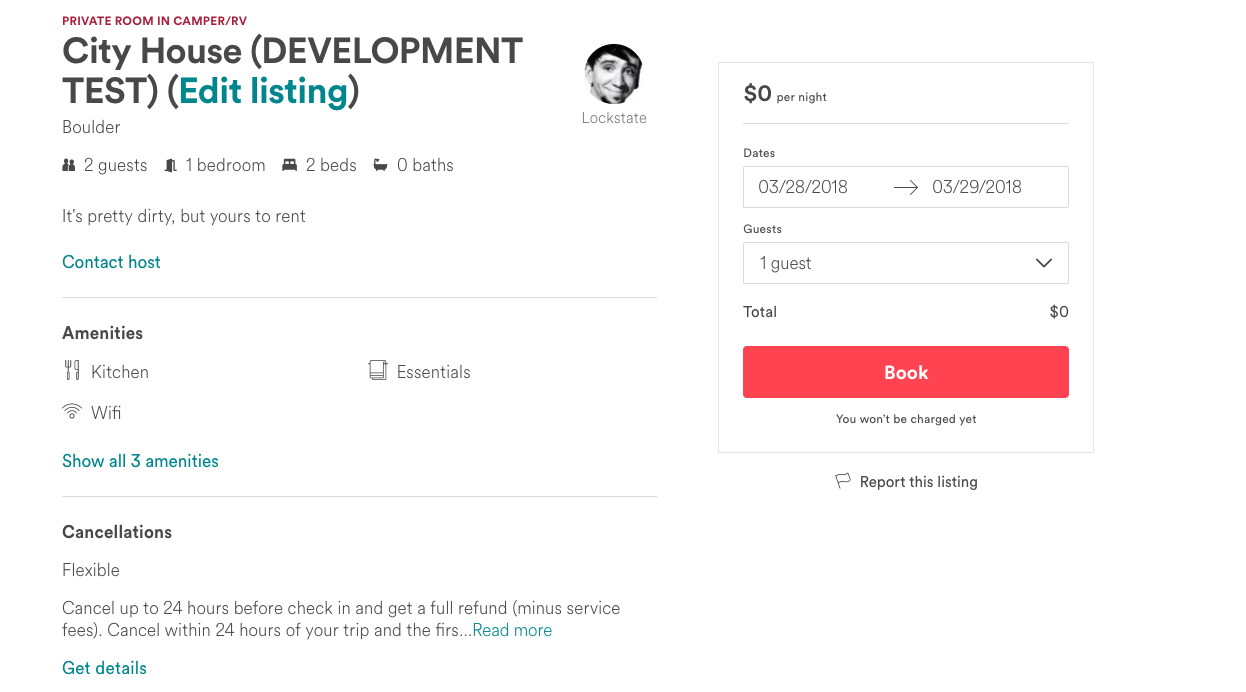 PRIVATE ROOM IN CAMPER/RV
City House (DEVELOPMENT
TEST) (Edit listing)
Lockstate
Boulder
2 guests 1 bedroom 2 beds 0 baths
It's pretty dirty, but yours to rent
Contact host
Amenities
Kitchen Essentials
Wifi
Show all 3 amenities
Cancellations
Flexible
Cancel up to 24 hours before check in and get a full refund (minus service
fees). Cancel within 24 hours of your trip and the firs...Read more
Get details
$0 per night
Dates
03/28/2018 03/29/2018
Guests
1 guest
Total $0
Book
You won't be charged yet
Report this listing